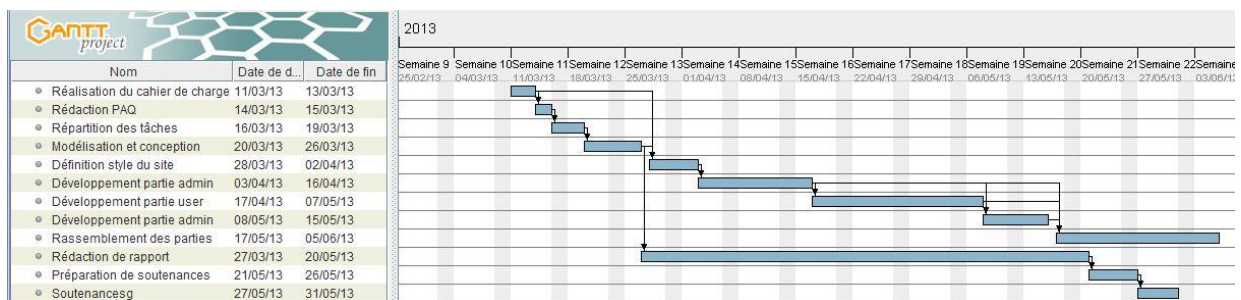 GANTT
project
2013
Semaine 9 Semaine 10 Semaine 11 Semaine 12 Semaine 13 Semaine 14 Semaine 15 Semaine 16 Semaine 17 Semaine 18 Semaine 19 Semaine 20 Semaine 21 Semaine 22 Semaine 23
25/02/13 04/03/13 11/03/13 18/03/13 25/03/13 01/04/13 08/04/13 15/04/13 22/04/13 29/04/13 06/05/13 13/05/13 20/05/13 27/05/13 03/06/13
Nom Date de d... Date de fin
Réalisation du cahier de charge 11/03/13 13/03/13
Rédaction PAQ 14/03/13 15/03/13
Répartition des tâches 16/03/13 19/03/13
Modélisation et conception 20/03/13 26/03/13
Définition style du site 28/03/13 02/04/13
Développement partie admin 03/04/13 16/04/13
Développement partie user 17/04/13 07/05/13
Développement partie admin 08/05/13 15/05/13
Rassemblement des parties 17/05/13 05/06/13
Rédaction de rapport 27/03/13 20/05/13
Préparation de soutenances 21/05/13 26/05/13
Soutenancesg 27/05/13 31/05/13